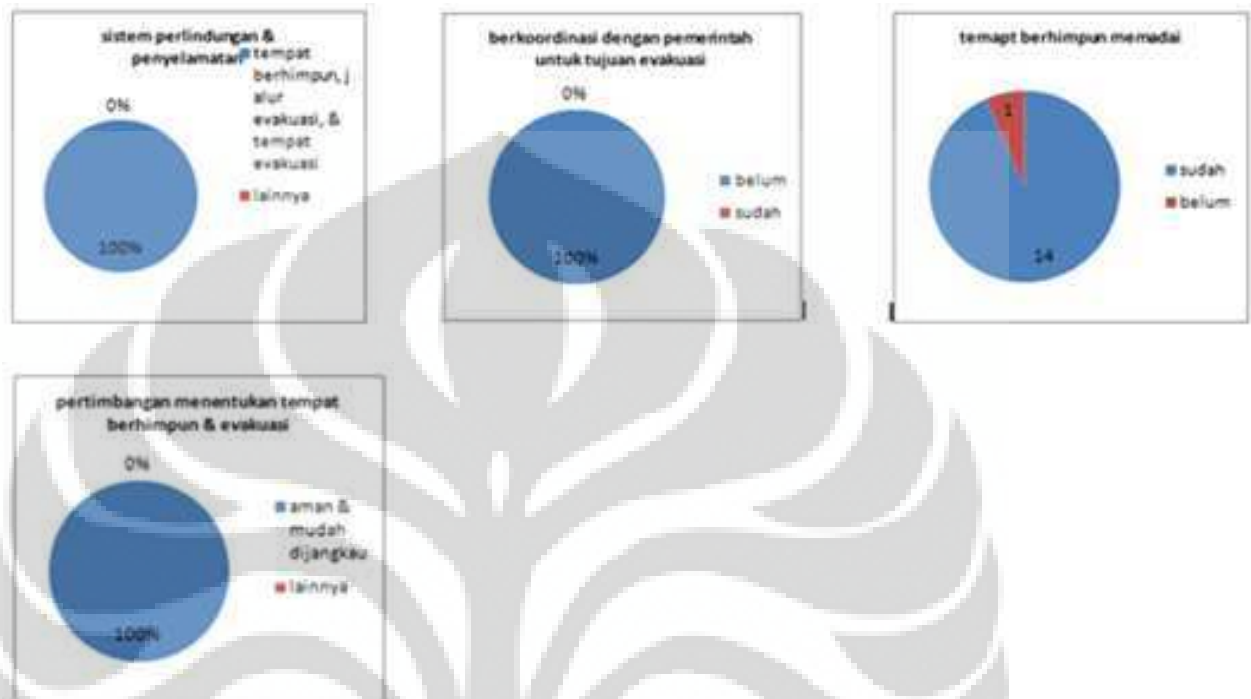 sistem perlindungan &
penyelamatan
tempat
berhimpun, j
alur
evakuasi, &
tempat
evakuasi
lainnya
0%
100%
berkoordinasi dengan pemerintah
untuk tujuan evakuasi
0%
belum
sudah
100%
temapt berhimpun memadai
1
sudah
belum
14
pertimbangan menentukan tempat
berhimpun & evakuasi
0%
aman &
mudah
dijangkau
lainnya
100%